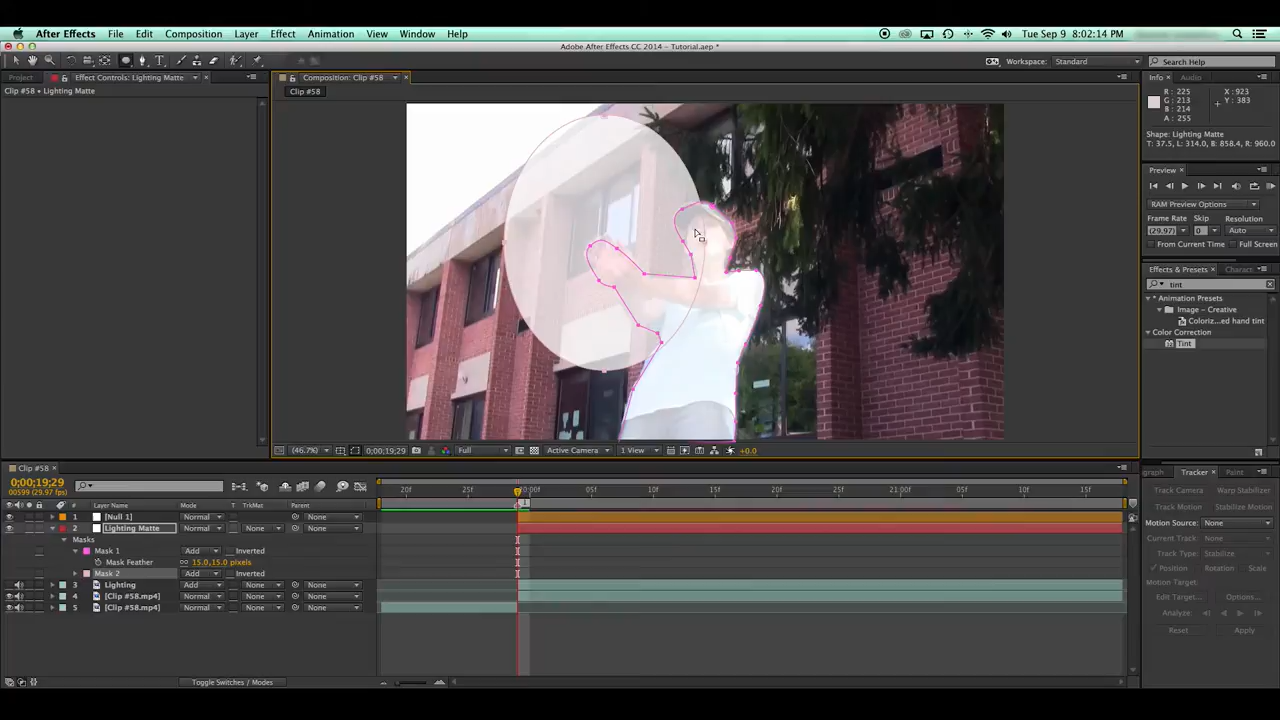 After Effects File Edit Composition Layer Effect Animation View Window Help Tue Sep 9 8:02:14 PM
Adobe After Effects CC 2014 - Tutorial.aep *
Workspace: Standard Search Help
Project Effect Controls: Lighting Matte Composition: Clip #58 Info Audio
Clip #58 • Lighting Matte Clip #58
R: 225 X: 923
G: 213 Y: 383
B: 214
A: 255
Shape: Lighting Matte
T: 37.5, L: 314.0, B: 858.4, R: 960.0
Preview
RAM Preview Options
Frame Rate Skip Resolution
(29.97) 0 Auto
From Current Time Full Screen
Effects & Presets Charact
tint
* Animation Presets
Image - Creative
Coloriz...ed hand tint
Color Correction
Tint
(46.7%) Full 0;00;19;29 Active Camera 1 View +0.0
Clip #58
0;00;19;29
00599 (29.97 fps)
20f 25f 20:00f 05f 10f 15f 20f 25f 21:00f 05f 10f 15f
# Layer Name Mode T TrkMat Parent
1 [Null 1] Normal None
2 Lighting Matte Normal None None
Masks
Mask 1 Add Inverted
Mask Feather 15.0,15.0 pixels
Mask 2 Add Inverted
3 Lighting Add None None
4 [Clip #58.mp4] Normal None None
5 [Clip #58.mp4] Normal None None
Toggle Switches / Modes
graph Tracker Paint
Track Camera Warp Stabilizer
Track Motion Stabilize Motion
Motion Source: None
Current Track: None
Track Type: Stabilize
Position Rotation Scale
Motion Target:
Edit Target... Options...
Analyze:
Reset Apply